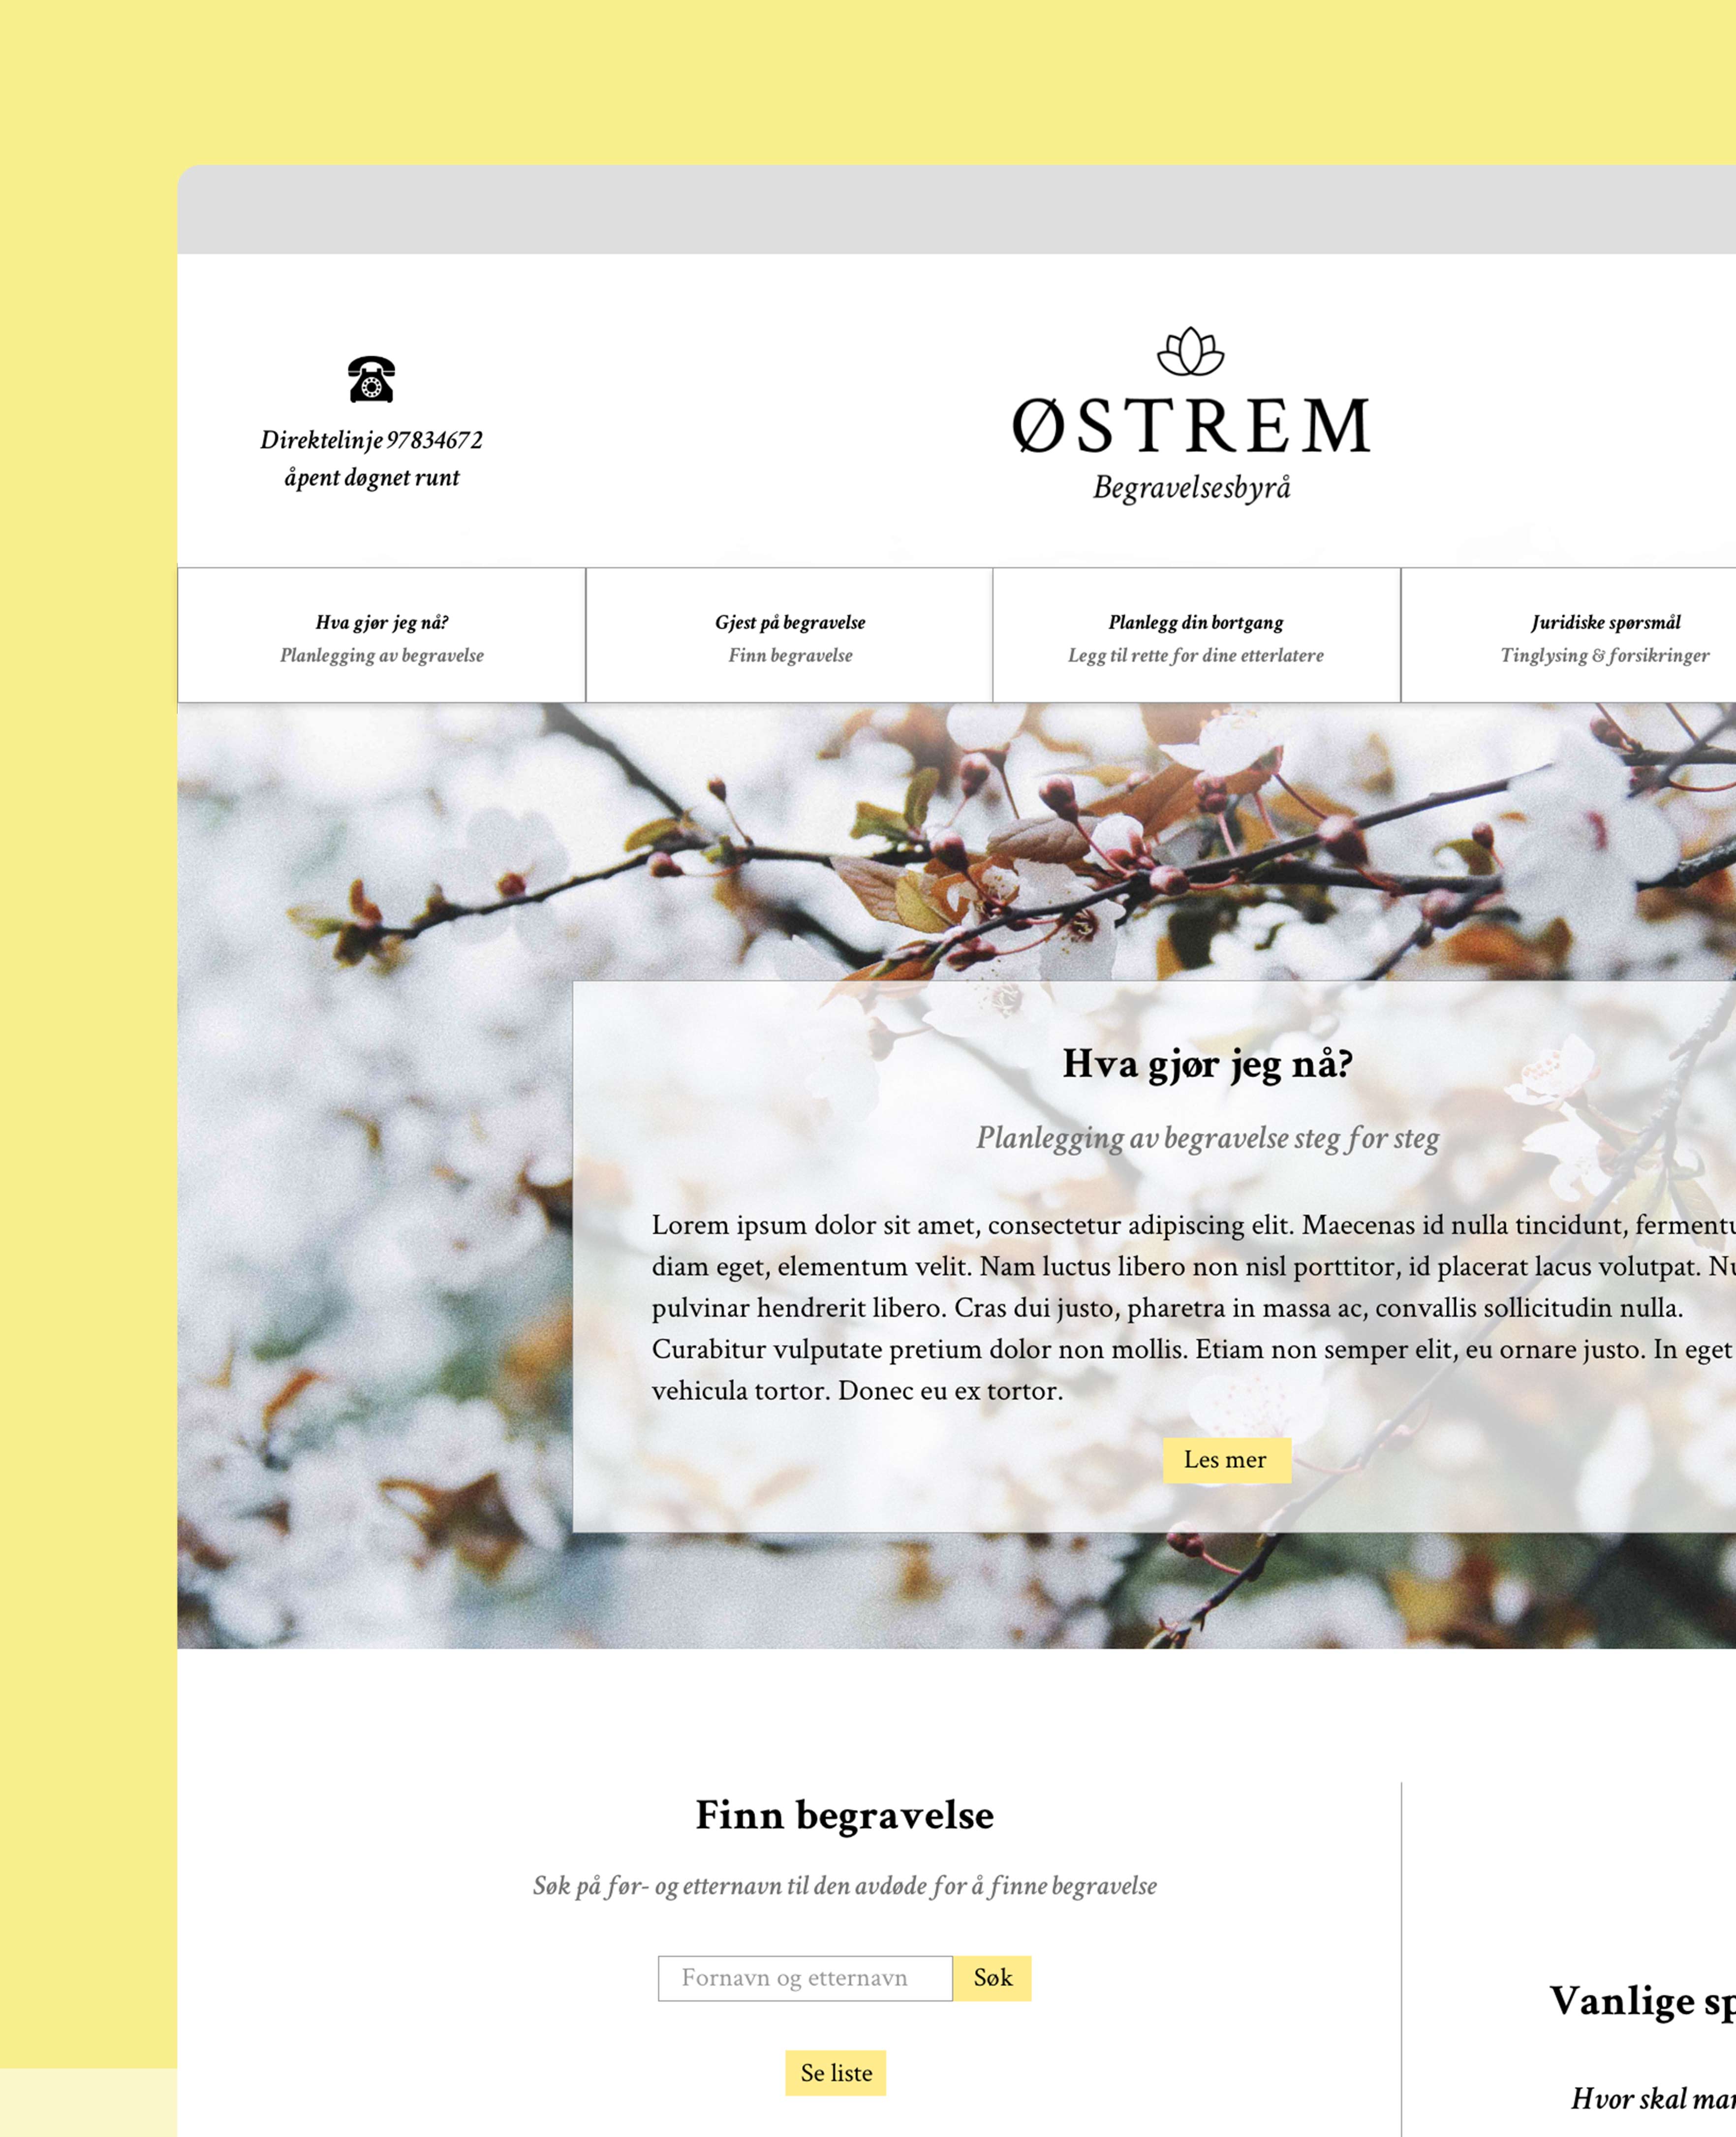 Direktelinje 97834672
åpent døgnet runt
ØSTREM
Begravelsesbyrå
Hva gjør jeg nå?
Planlegging av begravelse
Gjest på begravelse
Finn begravelse
Planlegg din bortgang
Legg til rette for dine etterlatere
Juridiske spørsmål
Tinglysing & forsikringer
Hva gjør jeg nå?
Planlegging av begravelse steg for steg
Lorem ipsum dolor sit amet, consectetur adipiscing elit. Maecenas id nulla tincidunt,
diam eget, elementum velit. Nam luctus libero non nisl porttitor, id placerat lacus volutpat.
pulvinar hendrerit libero. Cras dui justo, pharetra in massa ac, convallis sollicitudin nulla.
Curabitur vulputate pretium dolor non mollis. Etiam non semper elit, eu ornare justo. In eget
vehicula tortor. Donec eu ex tortor.
Les mer
Finn begravelse
Søk på før- og etternavn til den avdøde for å finne begravelse
Fornavn og etternavn
Søk
Se liste
Vanlige
Hvor skal